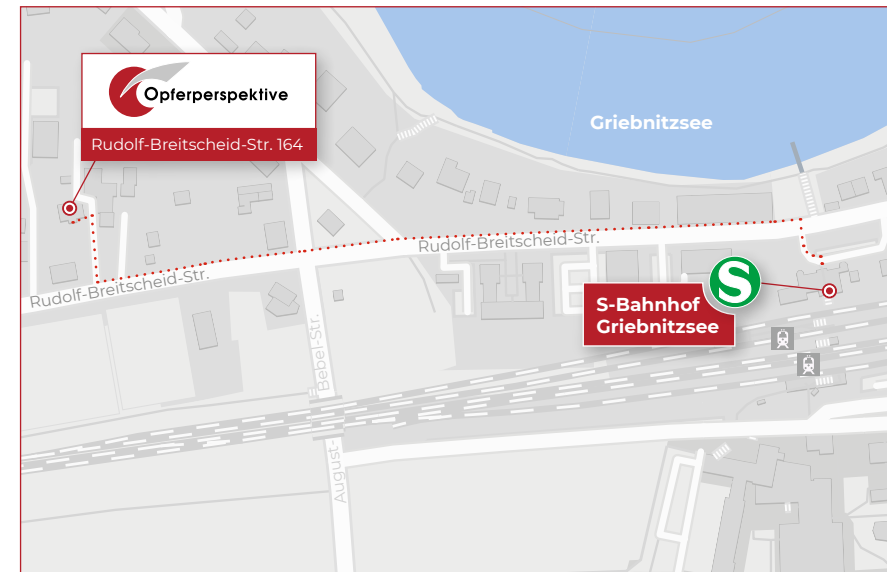 Opferperspektive
Rudolf-Breitscheid-Str. 164
Griebnitzsee
Rudolf-Breitscheid-Str.
Rudolf-Breitscheid-Str.
S
S-Bahnhof
Griebnitzsee
August-
Bebel-Str.